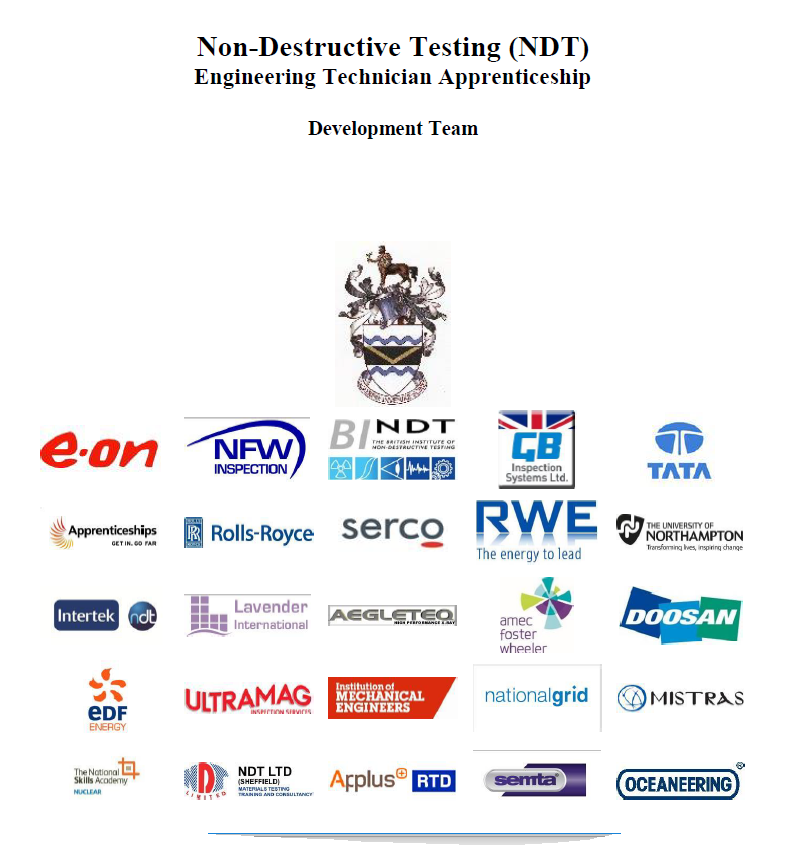 Non-Destructive Testing (NDT)
Engineering Technician Apprenticeship
Development Team
e·on
NFW
INSPECTION
BINDT
THE BRITISH INSTITUTE OF
NON-DESTRUCTIVE TESTING
GB
Inspection
Systems Ltd.
TATA
Apprenticeships
GET IN. GO FAR
RR
Rolls-Royce
serco
RWE
The energy to lead
THE UNIVERSITY OF
NORTHAMPTON
Transforming lives, inspiring change
Intertek
ndt
Lavender
International
AEGLETEQ
HIGH PERFORMANCE X-RAY
amec
foster
wheeler
DOOSAN
eDF
ENERGY
ULTRAMAG
INSPECTION SERVICES
Institution of
MECHANICAL
ENGINEERS
nationalgrid
MISTRAS
The National
Skills Academy
NUCLEAR
LIMITED
NDT LTD
(SHEFFIELD)
MATERIALS TESTING
TRAINING AND CONSULTANCY
Applus+
RTD
semta
OCEANEERING